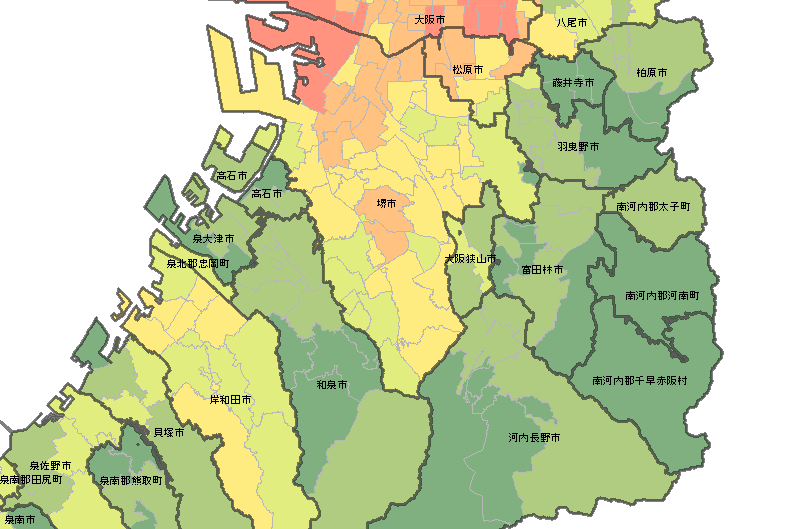 大阪市
八尾市
松原市
柏原市
藤井寺市
羽曳野市
高石市
高石市
堺市
南河内郡太子町
泉大津市
大阪狭山市
泉北郡忠岡町
富田林市
南河内郡河南町
和泉市
南河内郡千早赤阪村
岸和田市
貝塚市
河内長野市
泉佐野市
泉南郡田尻町
泉南郡熊取町
泉南市